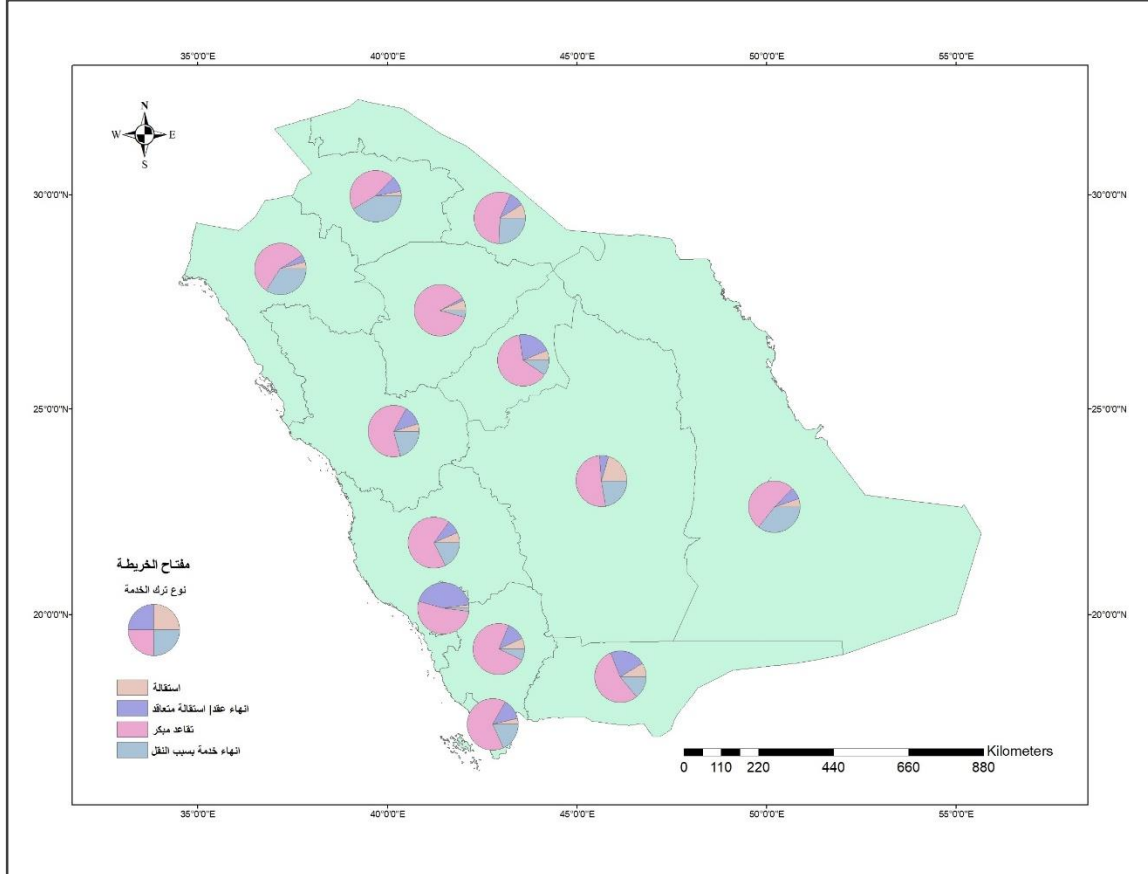 35°0'0"E 40°0'0"E 45°0'0"E 50°0'0"E 55°0'0"E
N
W E
S
30°0'0"N 30°0'0"N
25°0'0"N 25°0'0"N
20°0'0"N 20°0'0"N
مفتاح الخريطة
نوع ترك الخدمة
استقالة
انهاء عقد| استقالة متعاقد
تقاعد مبكر
انهاء خدمة بسبب النقل
Kilometers
0 110 220 440 660 880
35°0'0"E 40°0'0"E 45°0'0"E 50°0'0"E 55°0'0"E